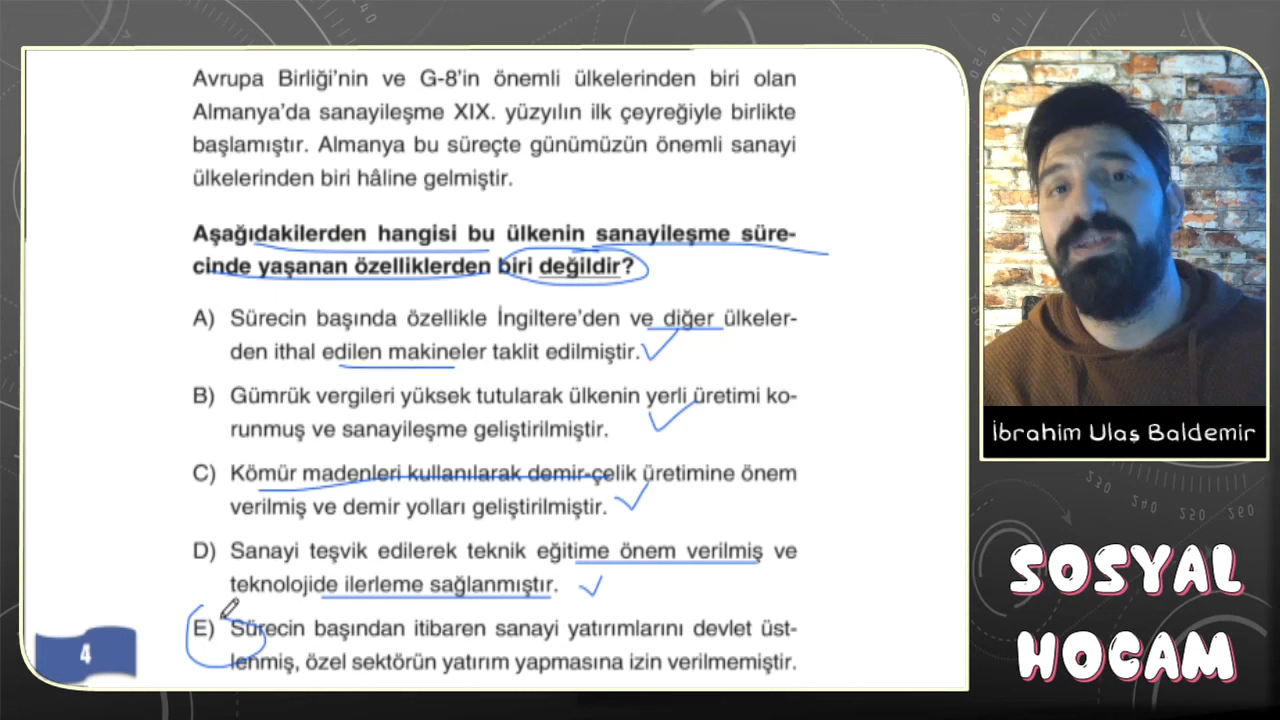 Avrupa Birliği'nin ve G-8'in önemli ülkelerinden biri olan
Almanya'da sanayileşme XIX. yüzyılın ilk çeyreğiyle birlikte
başlamıştır. Almanya bu süreçte günümüzün önemli sanayi
ülkelerinden biri hâline gelmiştir.
Aşağıdakilerden hangisi bu ülkenin sanayileşme süre-
cinde yaşanan özelliklerden biri değildir?
A) Sürecin başında özellikle İngiltere'den ve diğer ülkeler-
den ithal edilen makineler taklit edilmiştir.
B) Gümrük vergileri yüksek tutularak ülkenin yerli üretimi ko-
runmuş ve sanayileşme geliştirilmiştir.
C) Kömür madenleri kullanılarak demir-çelik üretimine önem
verilmiş ve demir yolları geliştirilmiştir.
D) Sanayi teşvik edilerek teknik eğitime önem verilmiş ve
teknolojide ilerleme sağlanmıştır.
E) Sürecin başından itibaren sanayi yatırımlarını devlet üst-
lenmiş, özel sektörün yatırım yapmasına izin verilmemiştir.
4
İbrahim Ulaş Baldemir
SOSYAL
HOCAM
40
230
240
250
260